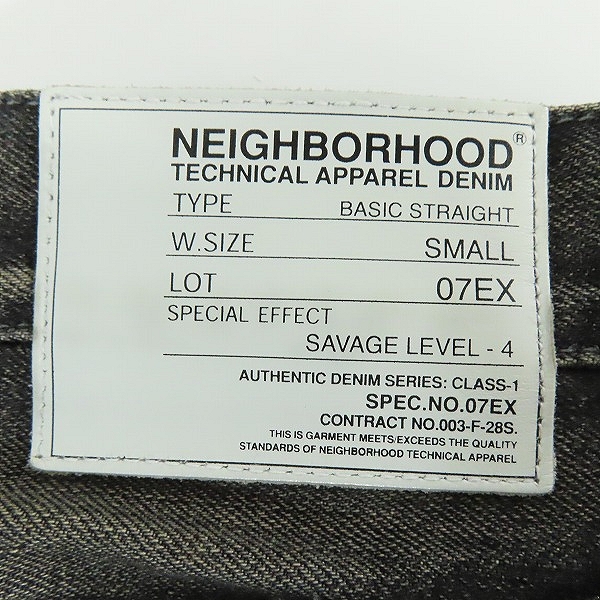 NEIGHBORHOOD®
TECHNICAL APPAREL DENIM
TYPE BASIC STRAIGHT
W.SIZE SMALL
LOT 07EX
SPECIAL EFFECT
SAVAGE LEVEL - 4
AUTHENTIC DENIM SERIES: CLASS-1
SPEC.NO.07EX
CONTRACT NO.003-F-28S.
THIS IS GARMENT MEETS/EXCEEDS THE QUALITY
STANDARDS OF NEIGHBORHOOD TECHNICAL APPAREL